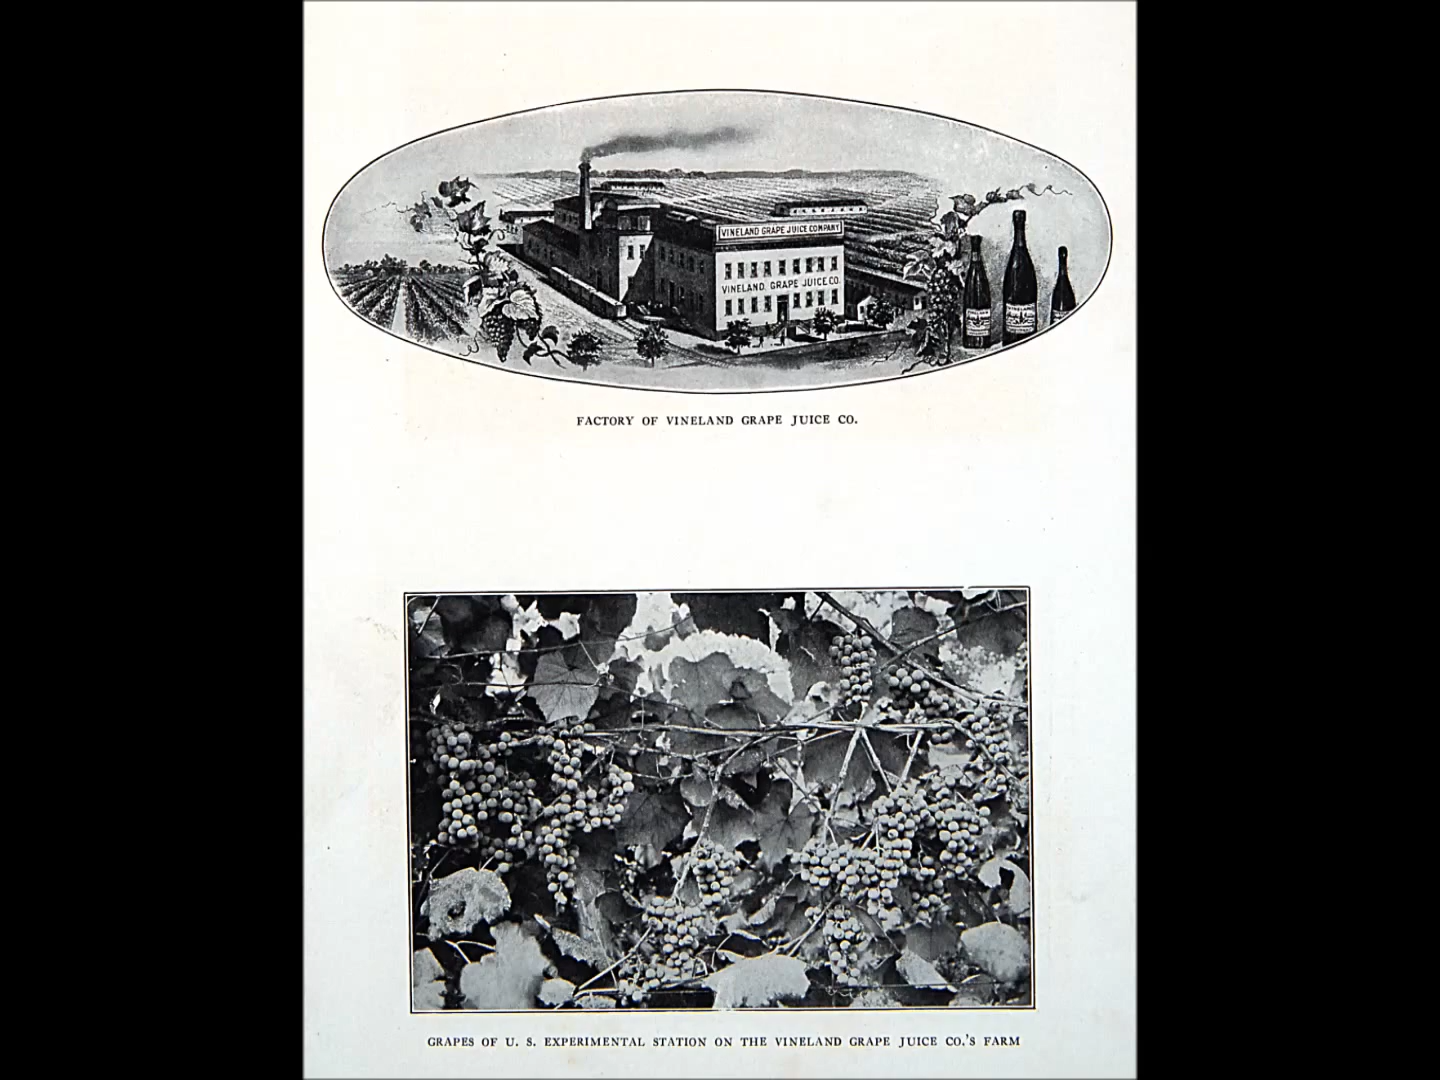 VINELAND GRAPE JUICE COMPANY
VINELAND GRAPE JUICE CO.
FACTORY OF VINELAND GRAPE JUICE CO.
GRAPES OF U. S. EXPERIMENTAL STATION ON THE VINELAND GRAPE JUICE CO.'S FARM